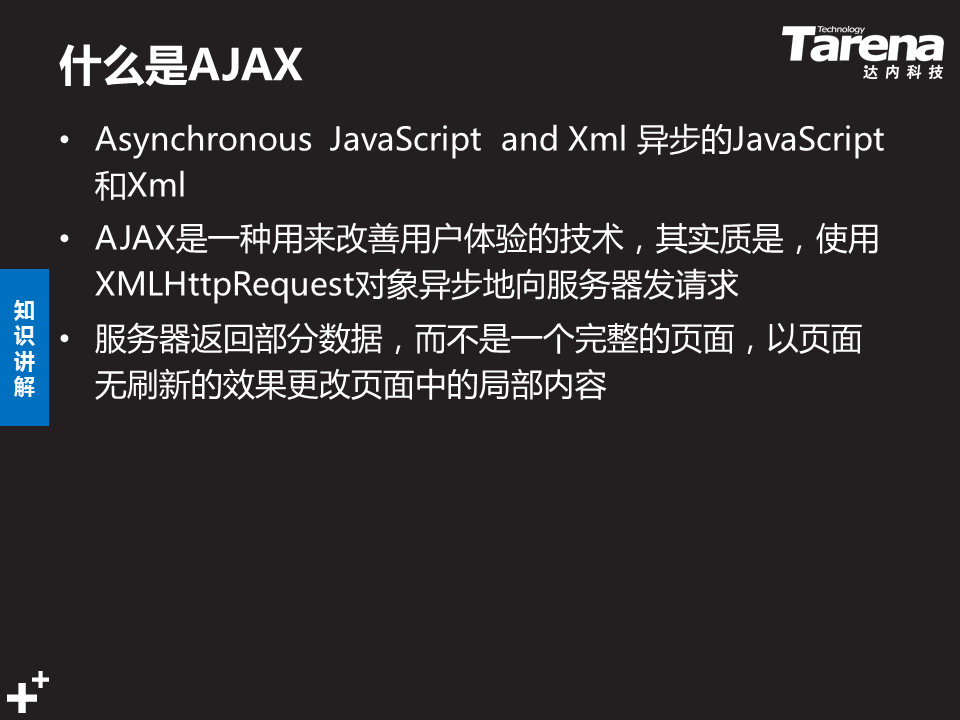 什么是AJAX
Technology
Tarena
达内科技
• Asynchronous JavaScript and Xml 异步的JavaScript
和Xml
• AJAX是一种用来改善用户体验的技术，其实质是，使用
XMLHttpRequest对象异步地向服务器发请求
• 服务器返回部分数据，而不是一个完整的页面，以页面
无刷新的效果更改页面中的局部内容
知
识
讲
解